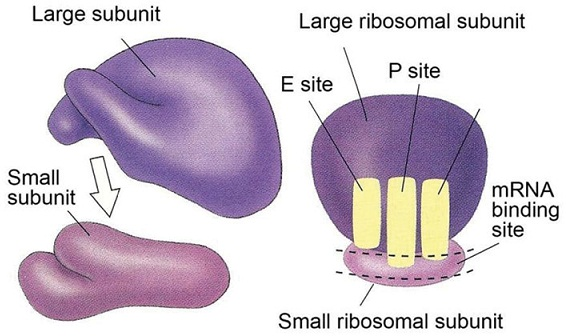 Large subunit
Small
subunit
Large ribosomal subunit
P site
E site
mRNA
binding
site
Small ribosomal subunit